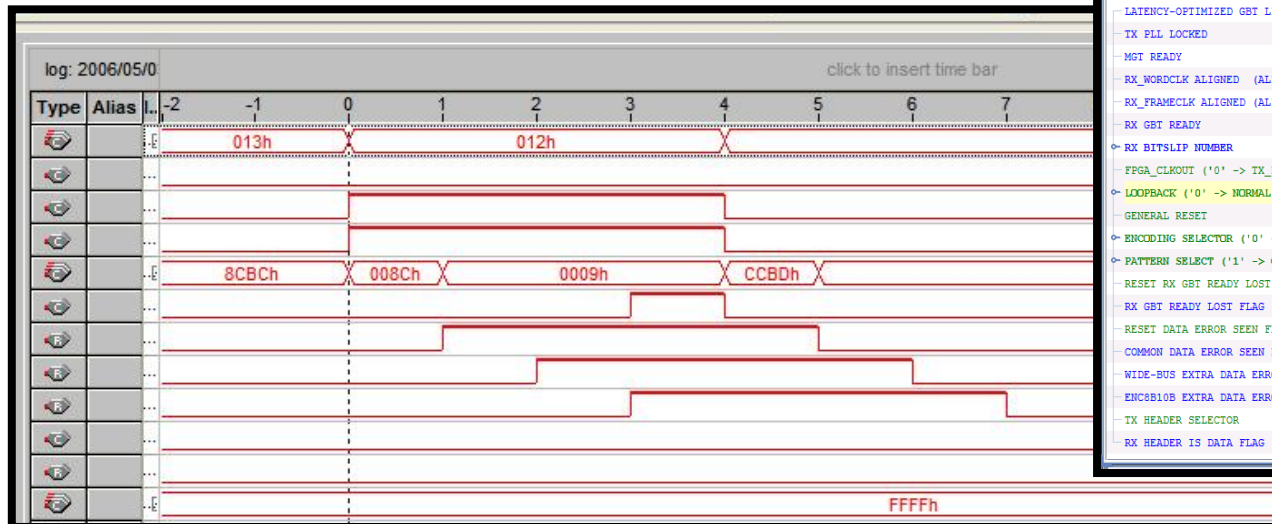 log: 2006/05/0
click to insert time bar
Type Alias I.. -2 -1 0 1 2 3 4 5 6 7
013h 012h
8CBCh 008Ch 0009h CCBDh
FFFFh
LATENCY-OPTIMIZED GBT L
TX PLL LOCKED
MGT READY
RX_WORDCLK ALIGNED (AL
RX_FRAMECLK ALIGNED (AL
RX GBT READY
RX BITSLIP NUMBER
FPGA_CLKOUT ('0' -> TX_
LOOPBACK ('0' -> NORMAL
GENERAL RESET
ENCODING SELECTOR ('0'
PATTERN SELECT ('1' ->
RESET RX GBT READY LOST
RX GBT READY LOST FLAG
RESET DATA ERROR SEEN F
COMMON DATA ERROR SEEN
WIDE-BUS EXTRA DATA ERR
ENC8B10B EXTRA DATA ERR
TX HEADER SELECTOR
RX HEADER IS DATA FLAG